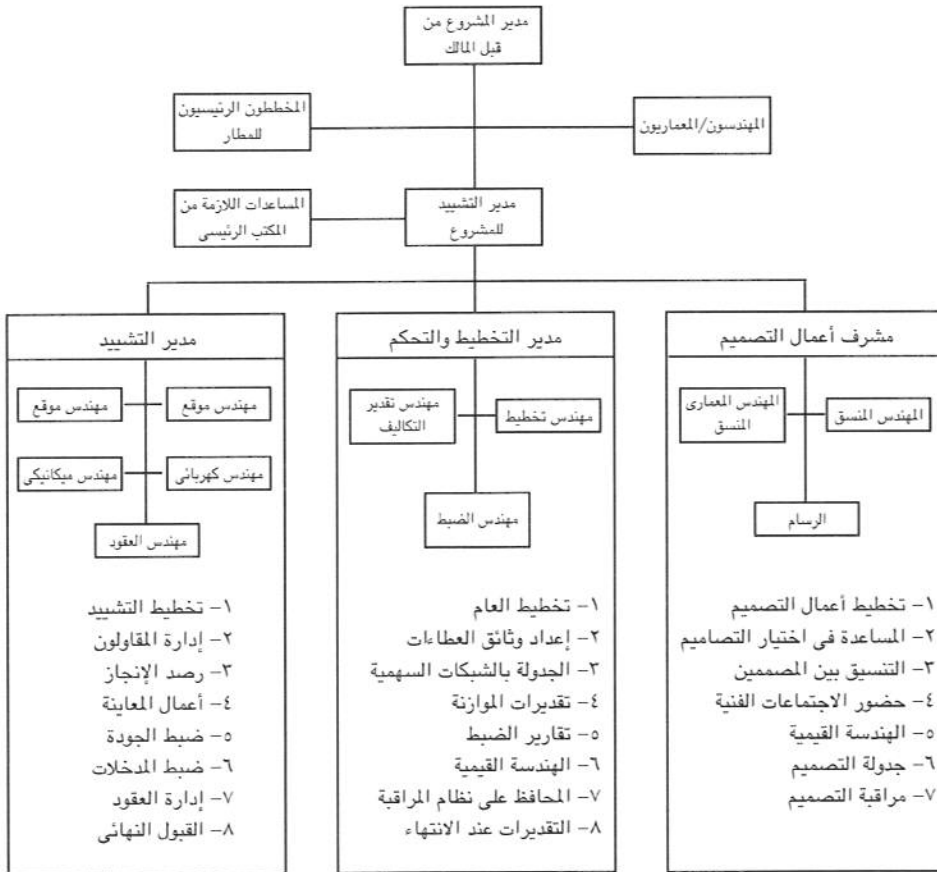 مدير المشروع من
قبل المالك
المهندسون/المعماريون
المخططون الرئيسيون
للمطار
مدير التشييد
للمشروع
المساعدات اللازمة من
المكتب الرئيسى
مشرف أعمال التصميم
المهندس المنسق
المهندس المعمارى
المنسق
الرسام
١- تخطيط أعمال التصميم
٢- المساعدة فى اختيار التصاميم
٣- التنسيق بين المصممين
٤- حضور الاجتماعات الفنية
٥- الهندسة القيمية
٦- جدولة التصميم
٧- مراقبة التصميم
مدير التخطيط والتحكم
مهندس تخطيط
مهندس تقدير
التكاليف
مهندس الضبط
١- تخطيط العام
٢- إعداد وثائق العطاءات
٣- الجدولة بالشبكات السهمية
٤- تقديرات الموازنة
٥- تقارير الضبط
٦- الهندسة القيمية
٧- المحافظ على نظام المراقبة
٨- التقديرات عند الانتهاء
مدير التشييد
مهندس موقع
مهندس موقع
مهندس كهربائى
مهندس ميكانيكى
مهندس العقود
١- تخطيط التشييد
٢- إدارة المقاولون
٣- رصد الإنجاز
٤- أعمال المعاينة
٥- ضبط الجودة
٦- ضبط المدخلات
٧- إدارة العقود
٨- القبول النهائى